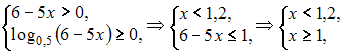 {6 − 5x > 0, log₀,₅(6 − 5x) ≥ 0, ⇒ {x < 1,2, 6 − 5x ≤ 1, ⇒ {x < 1,2, x ≥ 1,